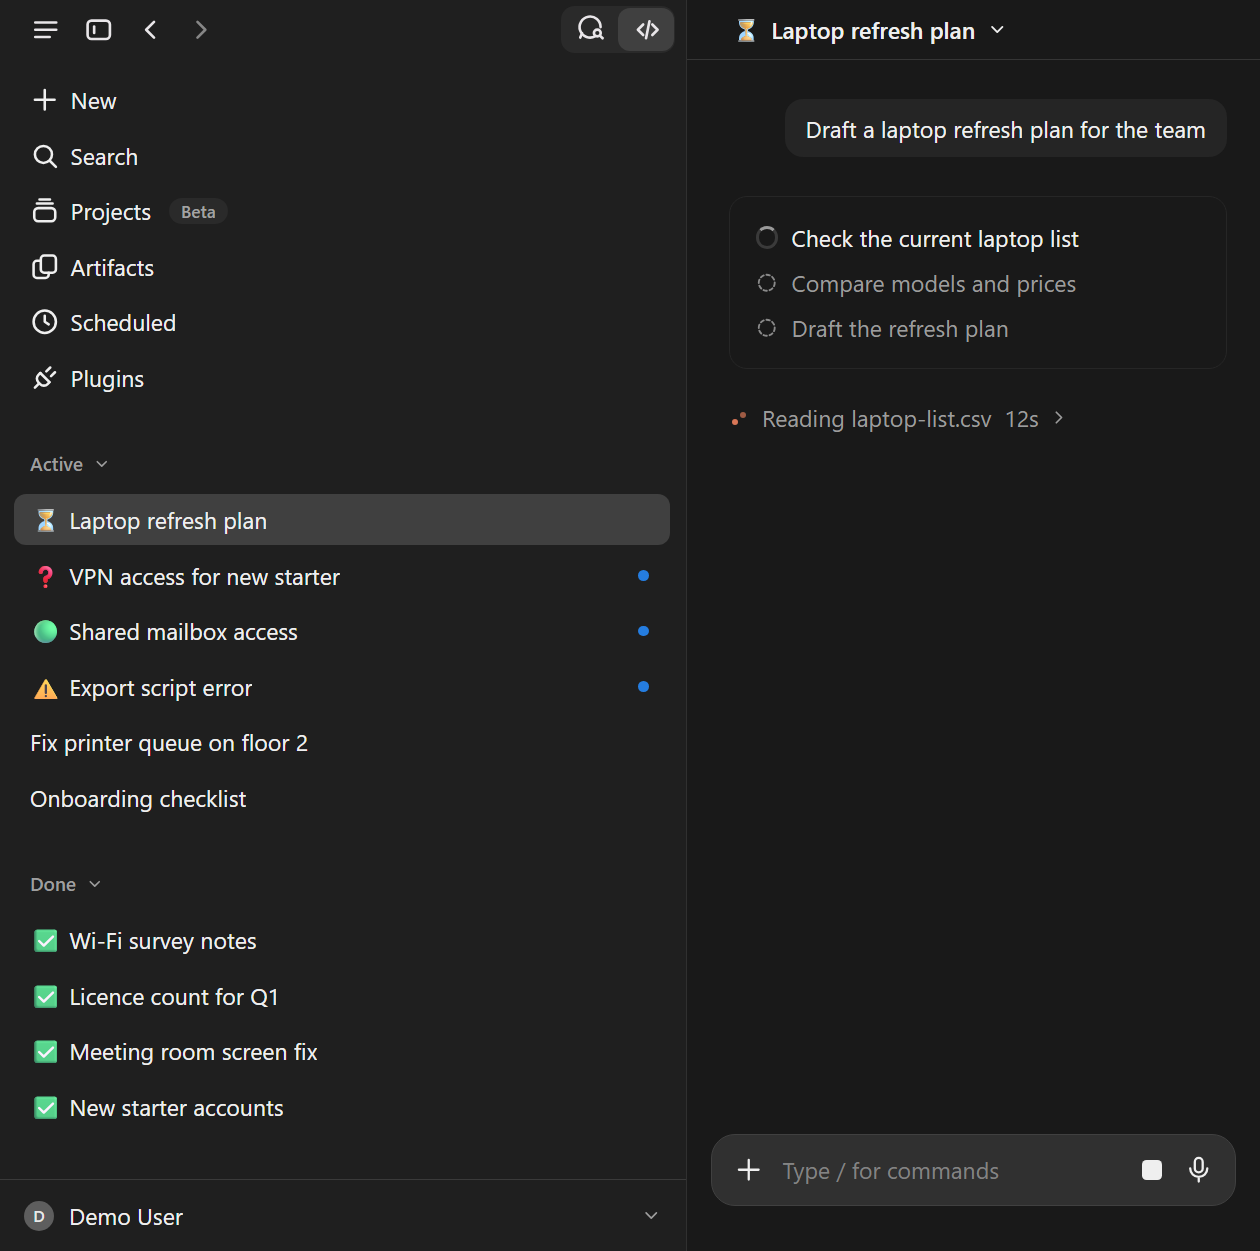 New
Search
Projects Beta
Artifacts
Scheduled
Plugins
Active
Laptop refresh plan
VPN access for new starter
Shared mailbox access
Export script error
Fix printer queue on floor 2
Onboarding checklist
Done
Wi-Fi survey notes
Licence count for Q1
Meeting room screen fix
New starter accounts
D Demo User
Laptop refresh plan
Draft a laptop refresh plan for the team
Check the current laptop list
Compare models and prices
Draft the refresh plan
Reading laptop-list.csv 12s
Type / for commands